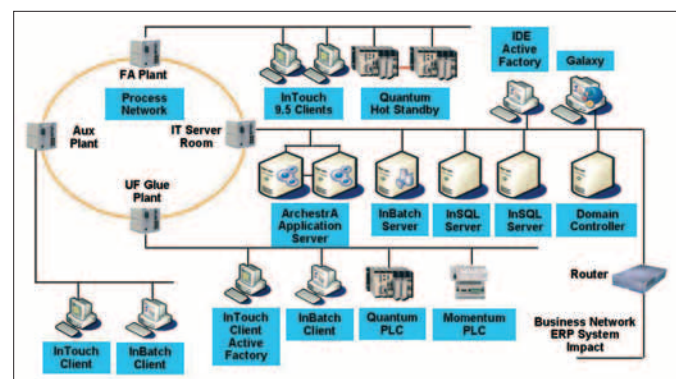 FA Plant
Process
Network
Aux
Plant
IT Server
Room
UF Glue
Plant
InTouch
9.5 Clients
Quantum
Hot Standby
IDE
Active
Factory
Galaxy
ArchestrA
Application
Server
InBatch
Server
InSQL
Server
InSQL
Server
Domain
Controller
Router
Business Network
ERP System
Impact
InTouch
Client
Active
Factory
InBatch
Client
Quantum
PLC
Momentum
PLC
InTouch
Client
InBatch
Client